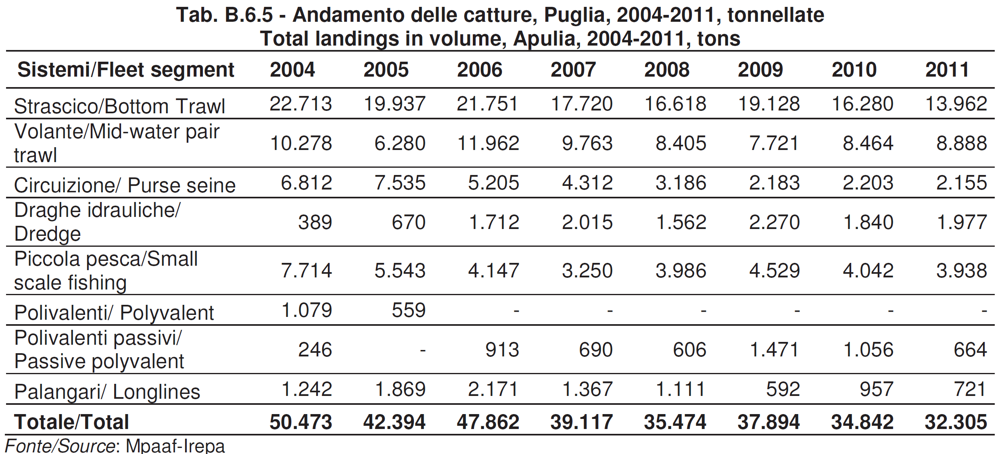 Tab. B.6.5 - Andamento delle catture, Puglia, 2004-2011, tonnellate
Total landings in volume, Apulia, 2004-2011, tons
Sistemi/Fleet segment 2004 2005 2006 2007 2008 2009 2010 2011
Strascico/Bottom Trawl 22.713 19.937 21.751 17.720 16.618 19.128 16.280 13.962
Volante/Mid-water pair
trawl 10.278 6.280 11.962 9.763 8.405 7.721 8.464 8.888
Circuizione/ Purse seine 6.812 7.535 5.205 4.312 3.186 2.183 2.203 2.155
Draghe idrauliche/
Dredge 389 670 1.712 2.015 1.562 2.270 1.840 1.977
Piccola pesca/Small
scale fishing 7.714 5.543 4.147 3.250 3.986 4.529 4.042 3.938
Polivalenti/ Polyvalent 1.079 559 - - - - - -
Polivalenti passivi/
Passive polyvalent 246 - 913 690 606 1.471 1.056 664
Palangari/ Longlines 1.242 1.869 2.171 1.367 1.111 592 957 721
Totale/Total 50.473 42.394 47.862 39.117 35.474 37.894 34.842 32.305
Fonte/Source: Mpaaf-Irepa